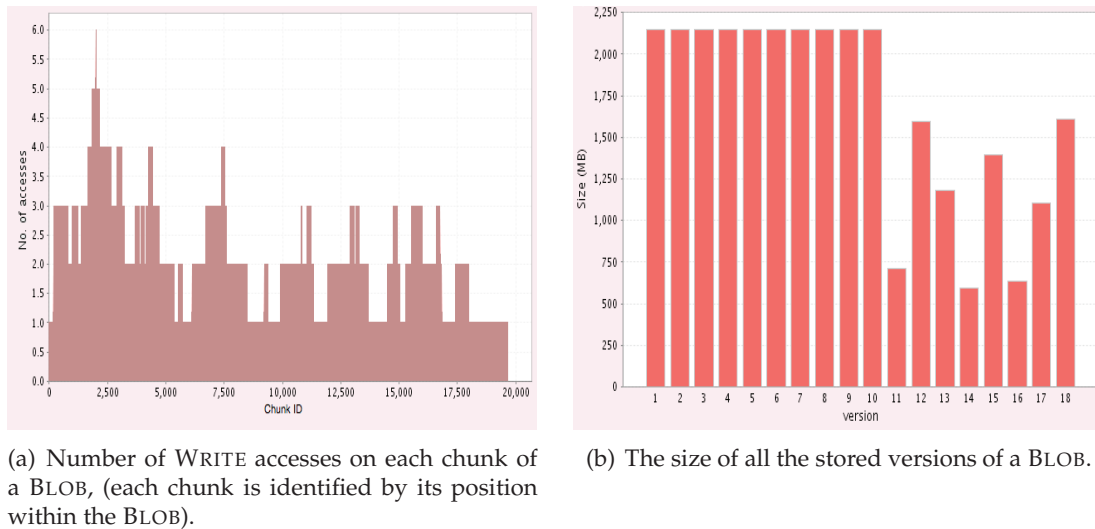 6.0
5.5
5.0
4.5
4.0
3.5
3.0
2.5
2.0
1.5
1.0
0.5
0.0
No. of accesses
0 2,500 5,000 7,500 10,000 12,500 15,000 17,500 20,000
Chunk ID
(a) Number of WRITE accesses on each chunk of
a BLOB, (each chunk is identified by its position
within the BLOB).
2,250
2,000
1,750
1,500
1,250
1,000
750
500
250
0
Size (MB)
1 2 3 4 5 6 7 8 9 10 11 12 13 14 15 16 17 18
version
(b) The size of all the stored versions of a BLOB.